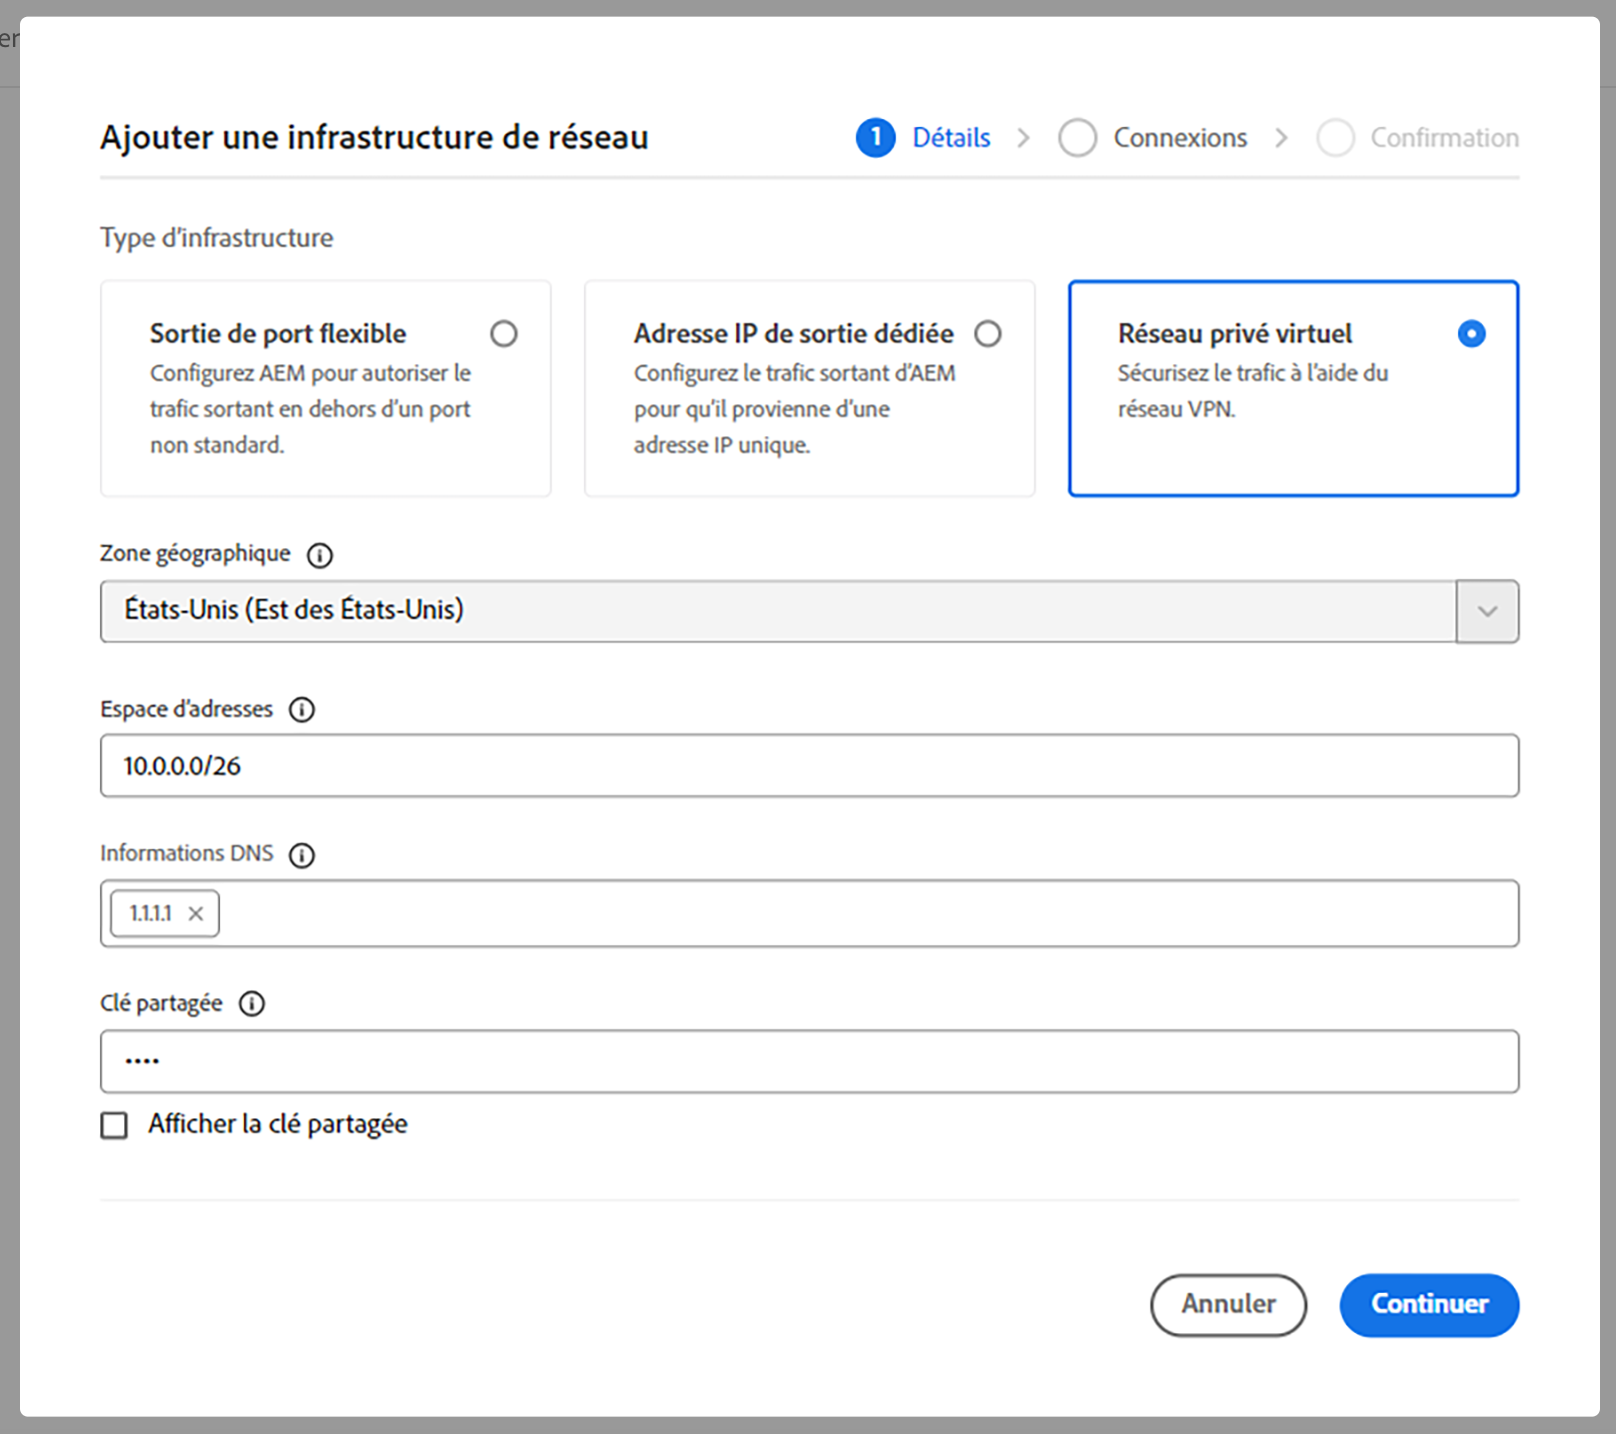 er
Ajouter une infrastructure de réseau
1 Détails > Connexions > Confirmation
Type d'infrastructure
Sortie de port flexible
Configurez AEM pour autoriser le
trafic sortant en dehors d'un port
non standard.
Adresse IP de sortie dédiée
Configurez le trafic sortant d'AEM
pour qu'il provienne d'une
adresse IP unique.
Réseau privé virtuel
Sécurisez le trafic à l'aide du
réseau VPN.
Zone géographique
États-Unis (Est des États-Unis)
Espace d'adresses
10.0.0.0/26
Informations DNS
1.1.1.1
Clé partagée
••••
Afficher la clé partagée
Annuler
Continuer